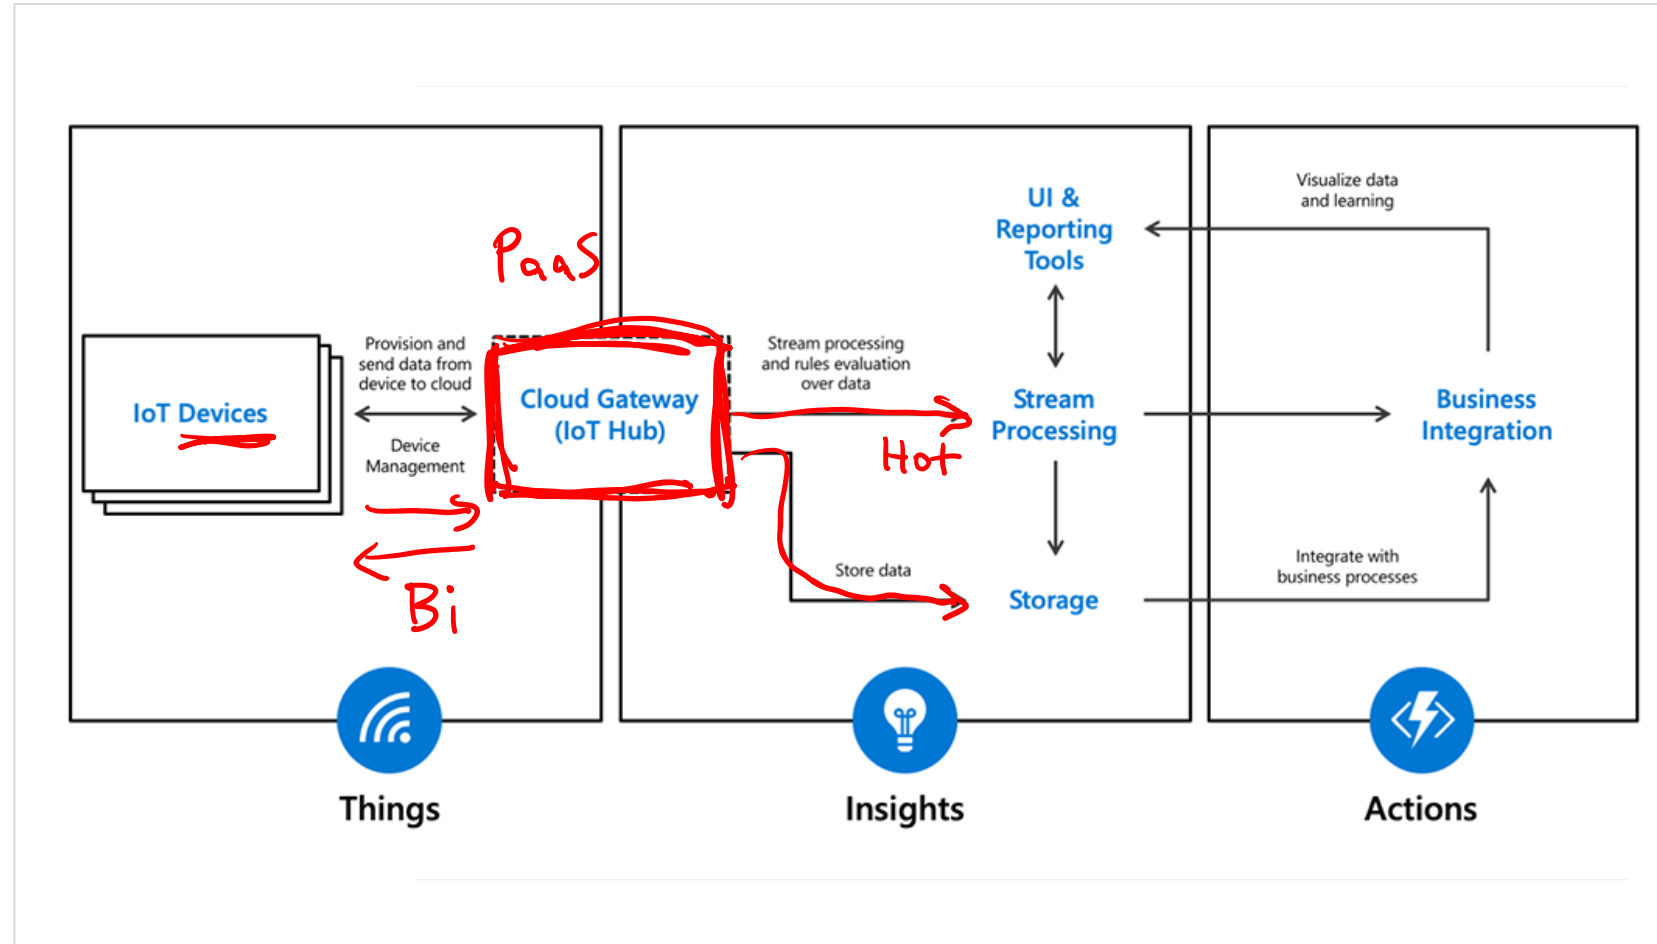 PaaS
IoT Devices
Provision and
send data from
device to cloud
Device
Management
Bi
Cloud Gateway
(IoT Hub)
Stream processing
and rules evaluation
over data
Hot
Store data
UI &
Reporting
Tools
Stream
Processing
Storage
Visualize data
and learning
Business
Integration
Integrate with
business processes
Things
Insights
Actions